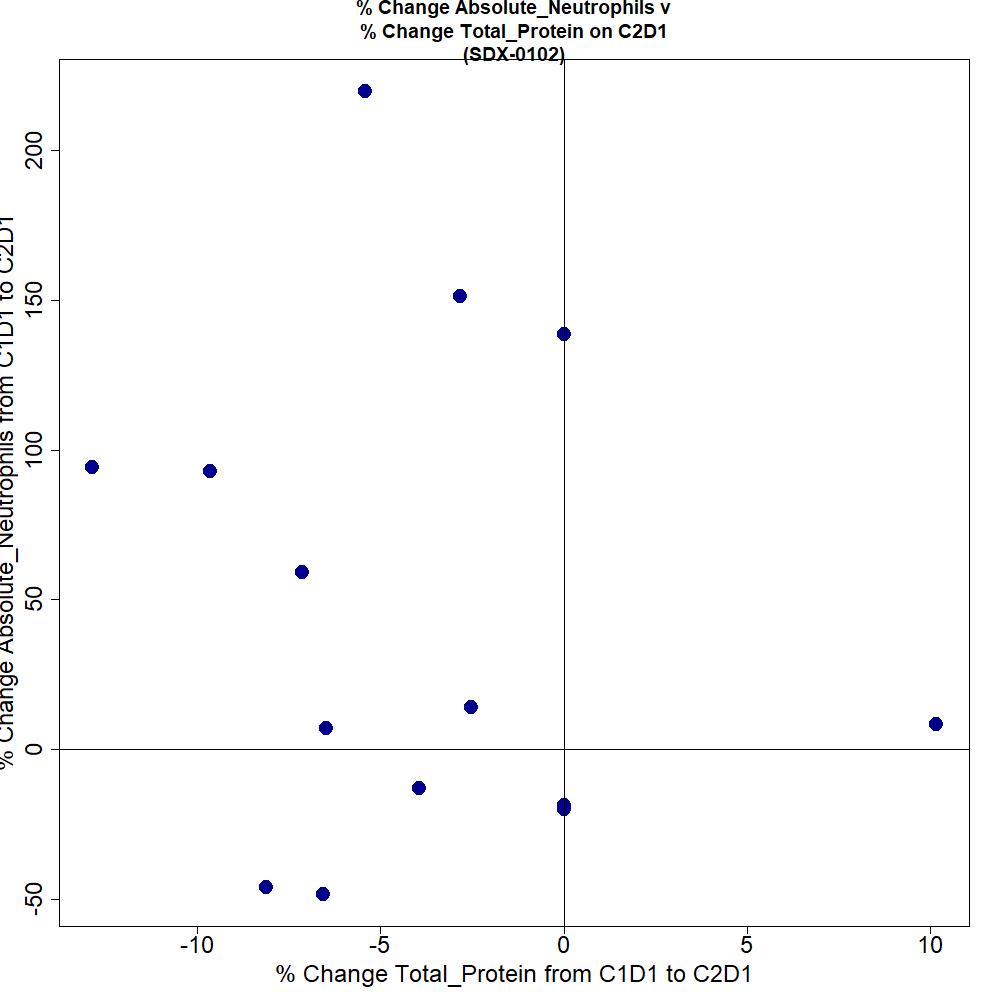 % Change Absolute_Neutrophils v
% Change Total_Protein on C2D1
(SDX-0102)
% Change Absolute_Neutrophils from C1D1 to C2D1
200
150
100
50
0
-50
-10
-5
0
5
10
% Change Total_Protein from C1D1 to C2D1